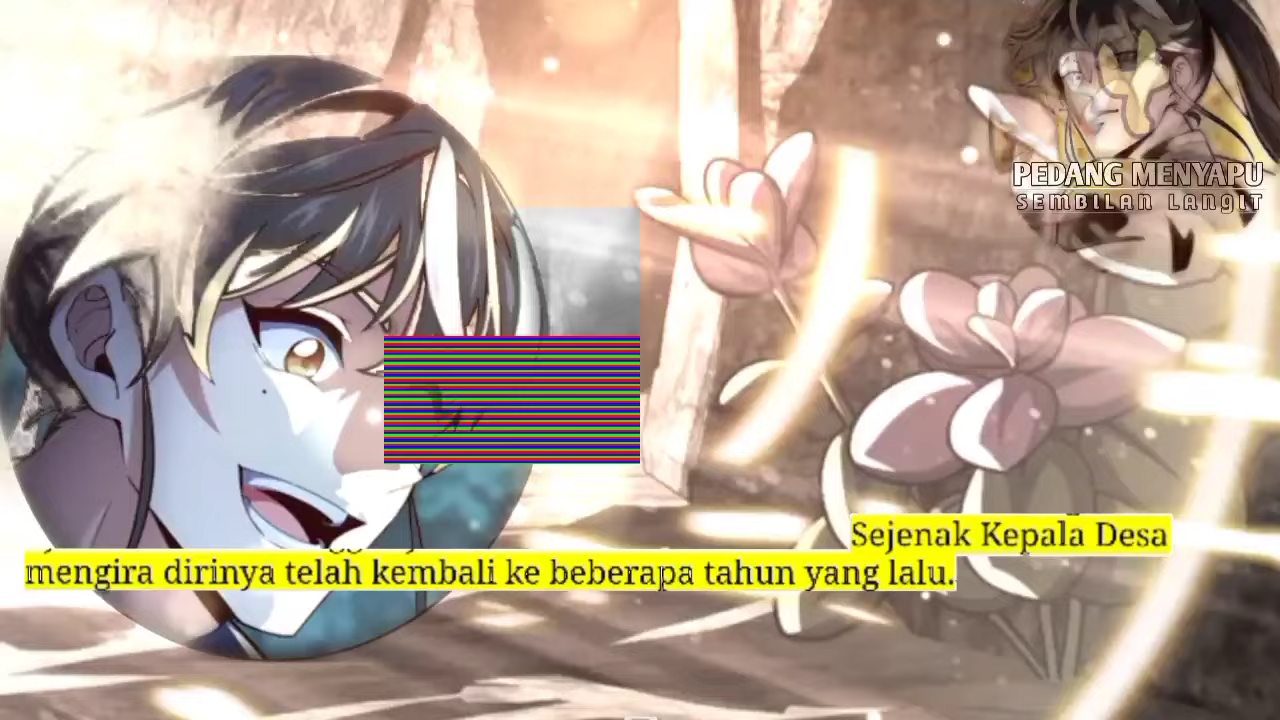 PEDANG MENYAPU
SEMBILAN LANGIT
Sejenak Kepala Desa
mengira dirinya telah kembali ke beberapa tahun yang lalu.